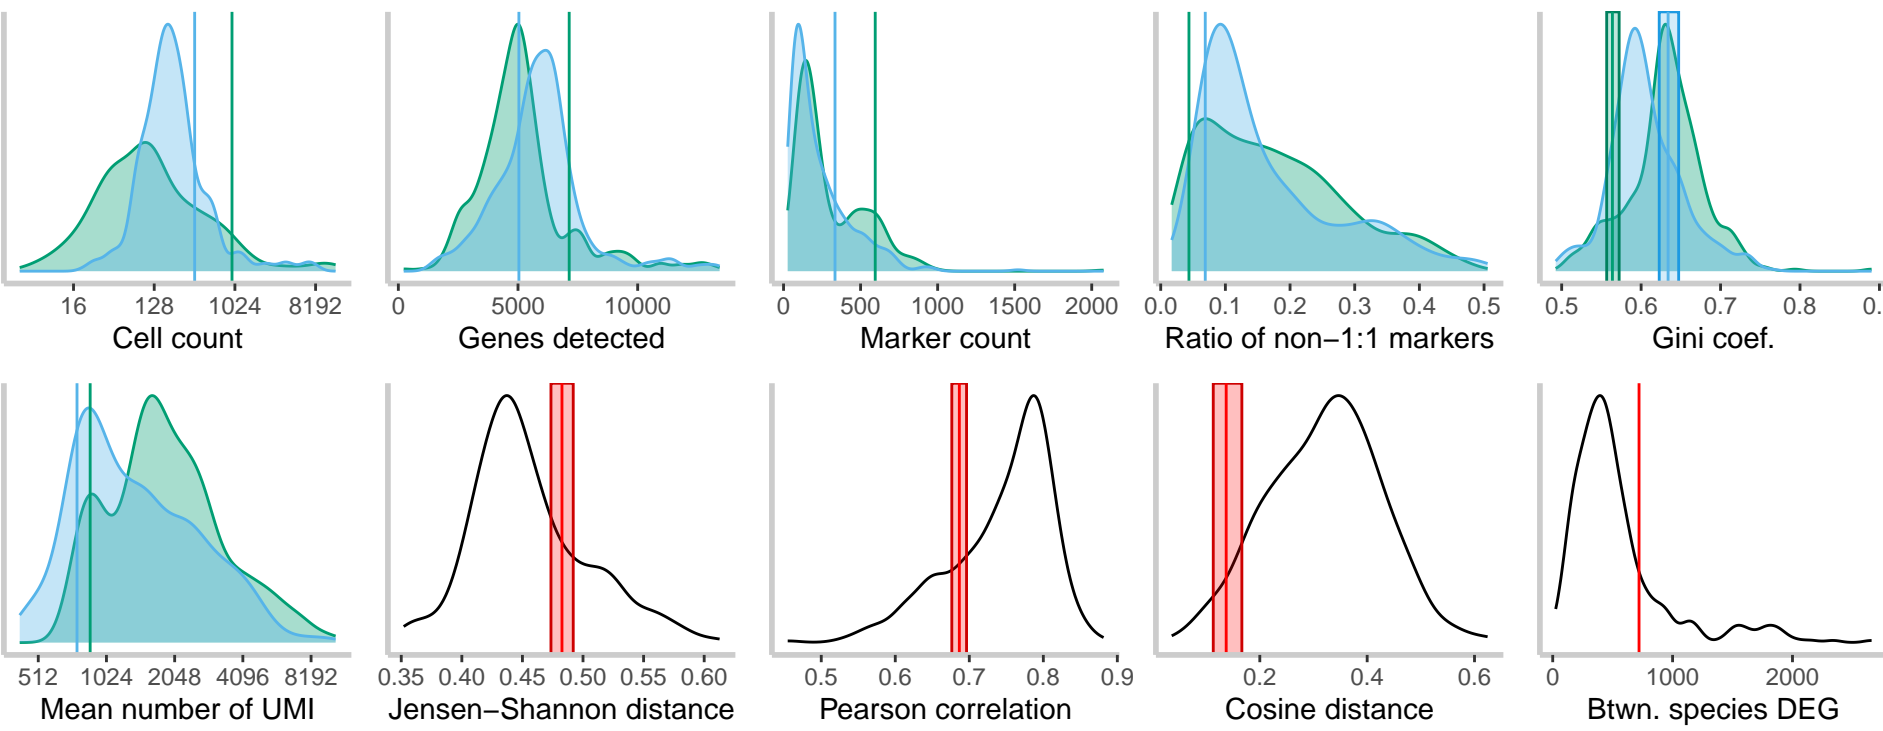 16 128 1024 8192
Cell count
0 5000 10000
Genes detected
0 500 1000 1500 2000
Marker count
0.0 0.1 0.2 0.3 0.4 0.5
Ratio of non−1:1 markers
0.5 0.6 0.7 0.8 0.
Gini coef.
512 1024 2048 4096 8192
Mean number of UMI
0.35 0.40 0.45 0.50 0.55 0.60
Jensen−Shannon distance
0.5 0.6 0.7 0.8 0.9
Pearson correlation
0.2 0.4 0.6
Cosine distance
0 1000 2000
Btwn. species DEG